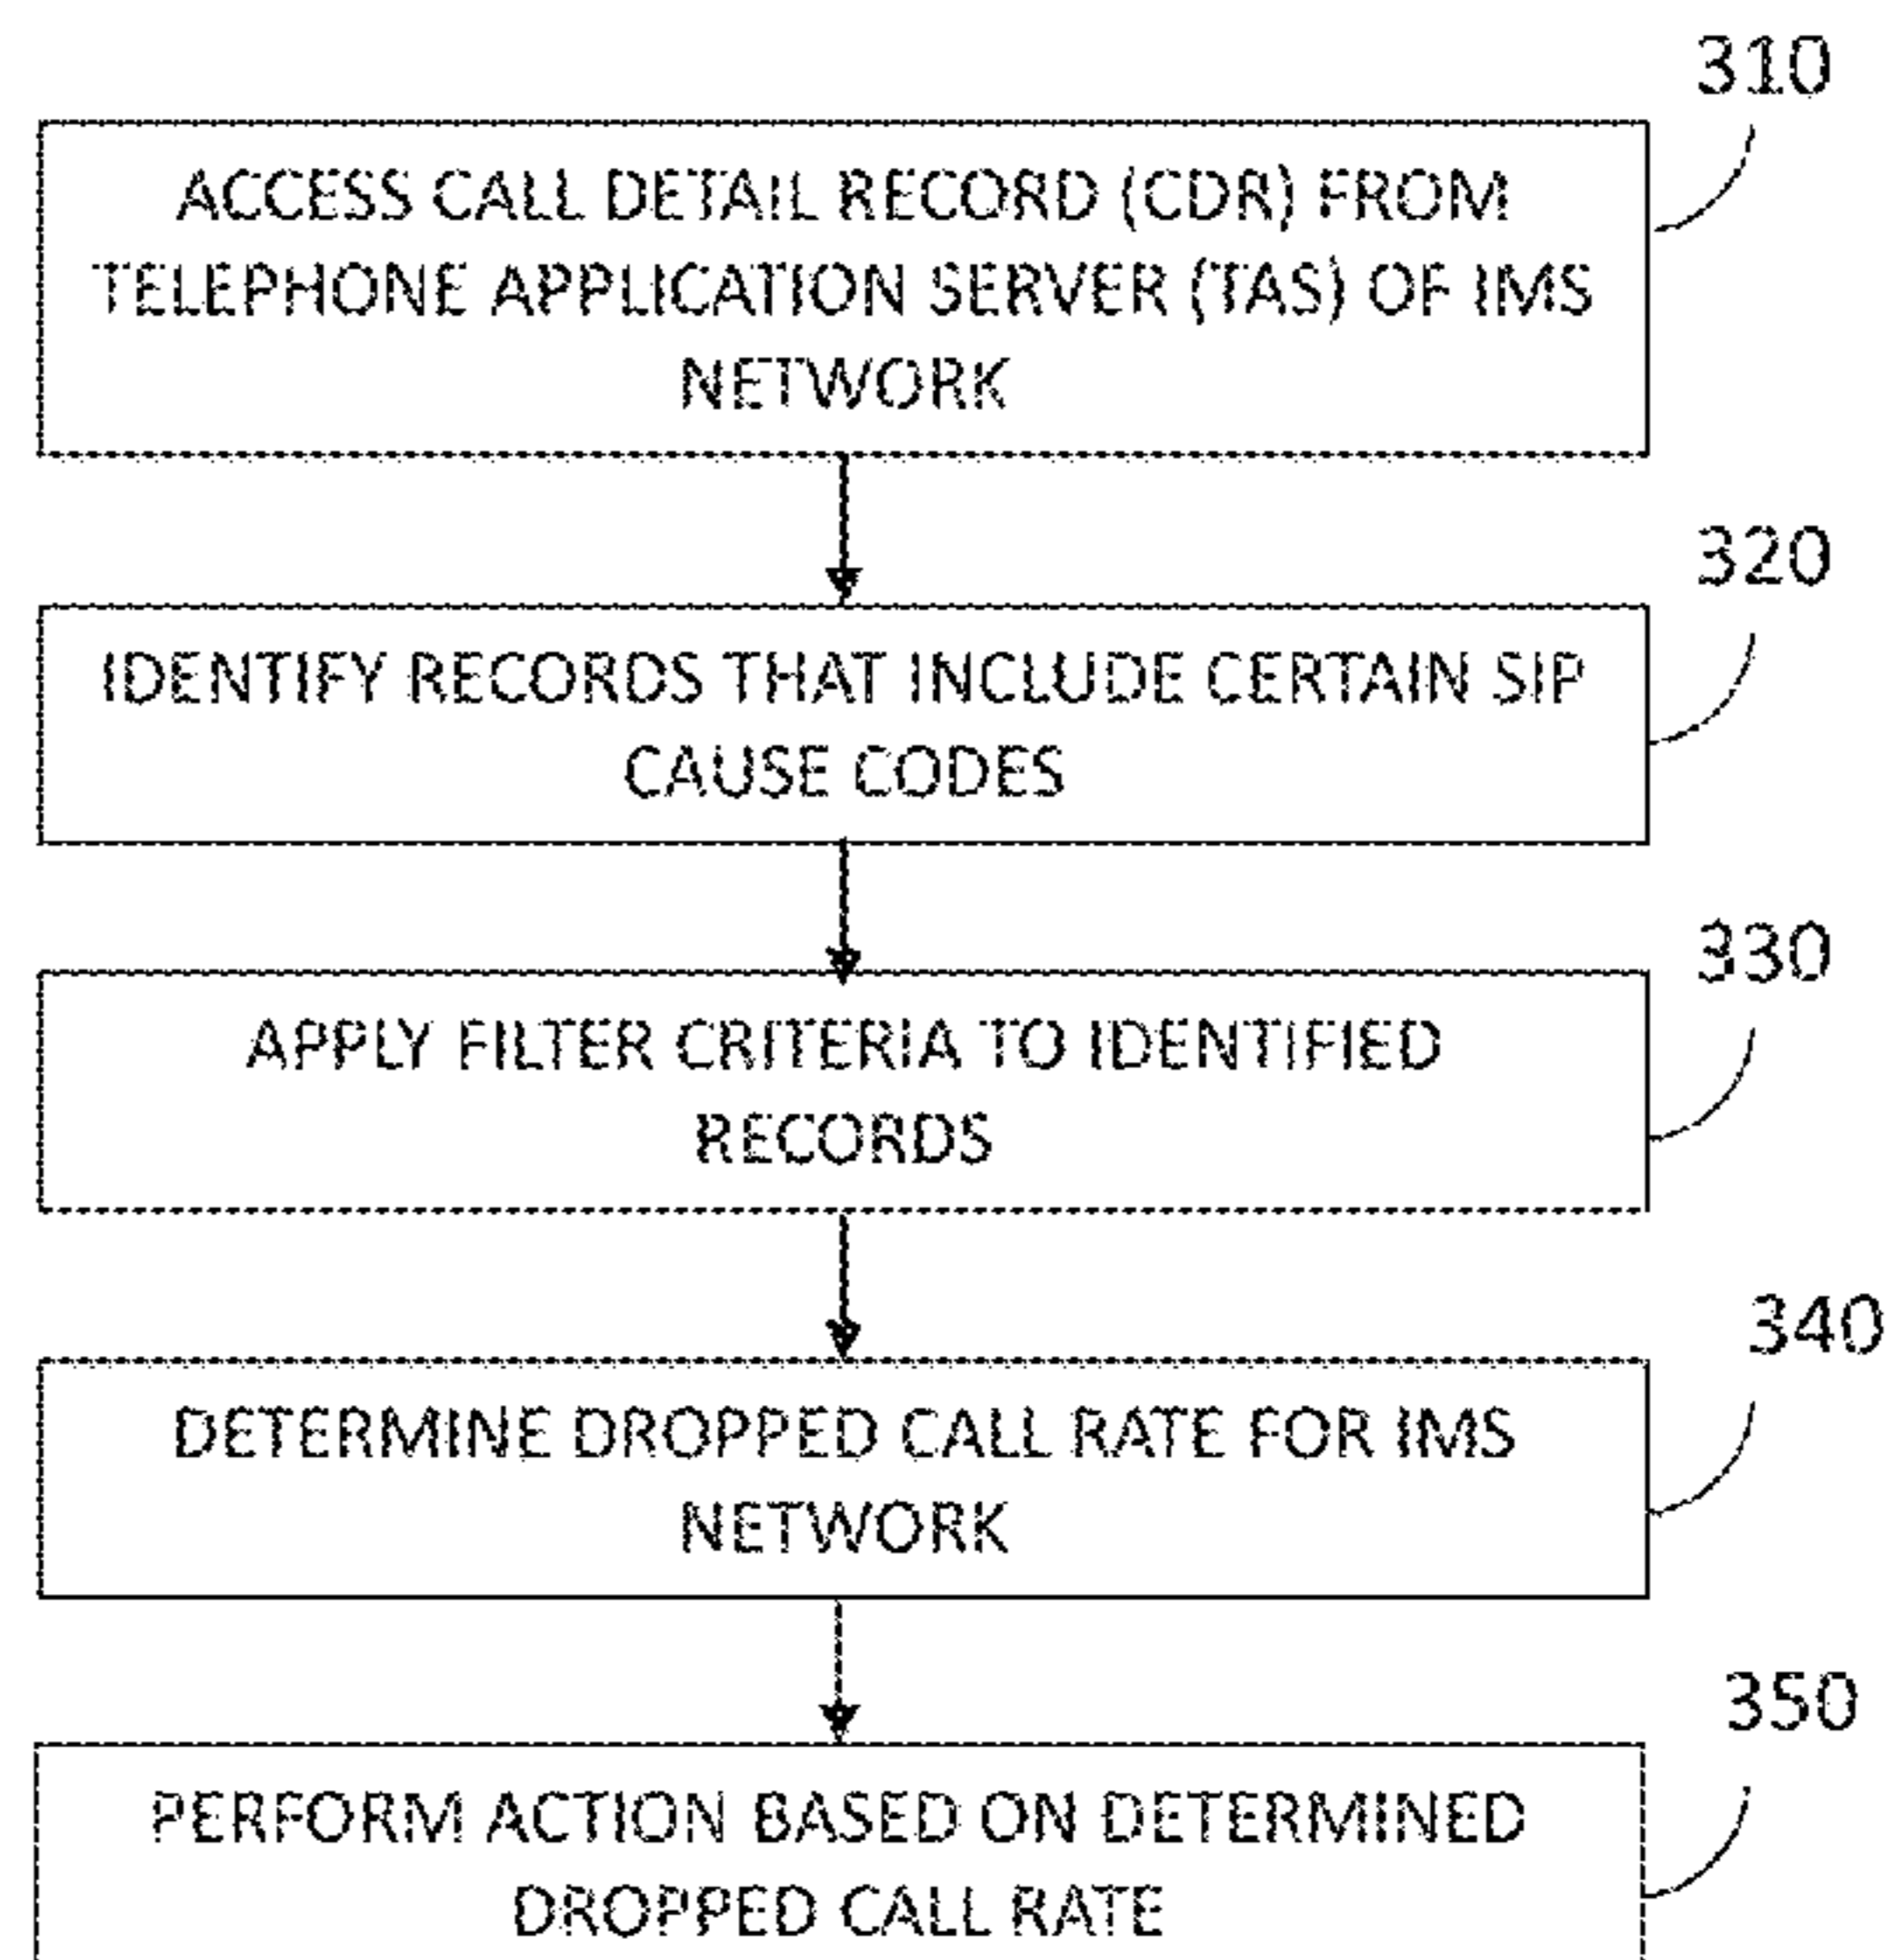 310
ACCESS CALL DETAIL RECORD (CDR) FROM
TELEPHONE APPLICATION SERVER (TAS) OF IMS
NETWORK
320
IDENTIFY RECORDS THAT INCLUDE CERTAIN SIP
CAUSE CODES
330
APPLY FILTER CRITERIA TO IDENTIFIED
RECORDS
340
DETERMINE DROPPED CALL RATE FOR IMS
NETWORK
350
PERFORM ACTION BASED ON DETERMINED
DROPPED CALL RATE